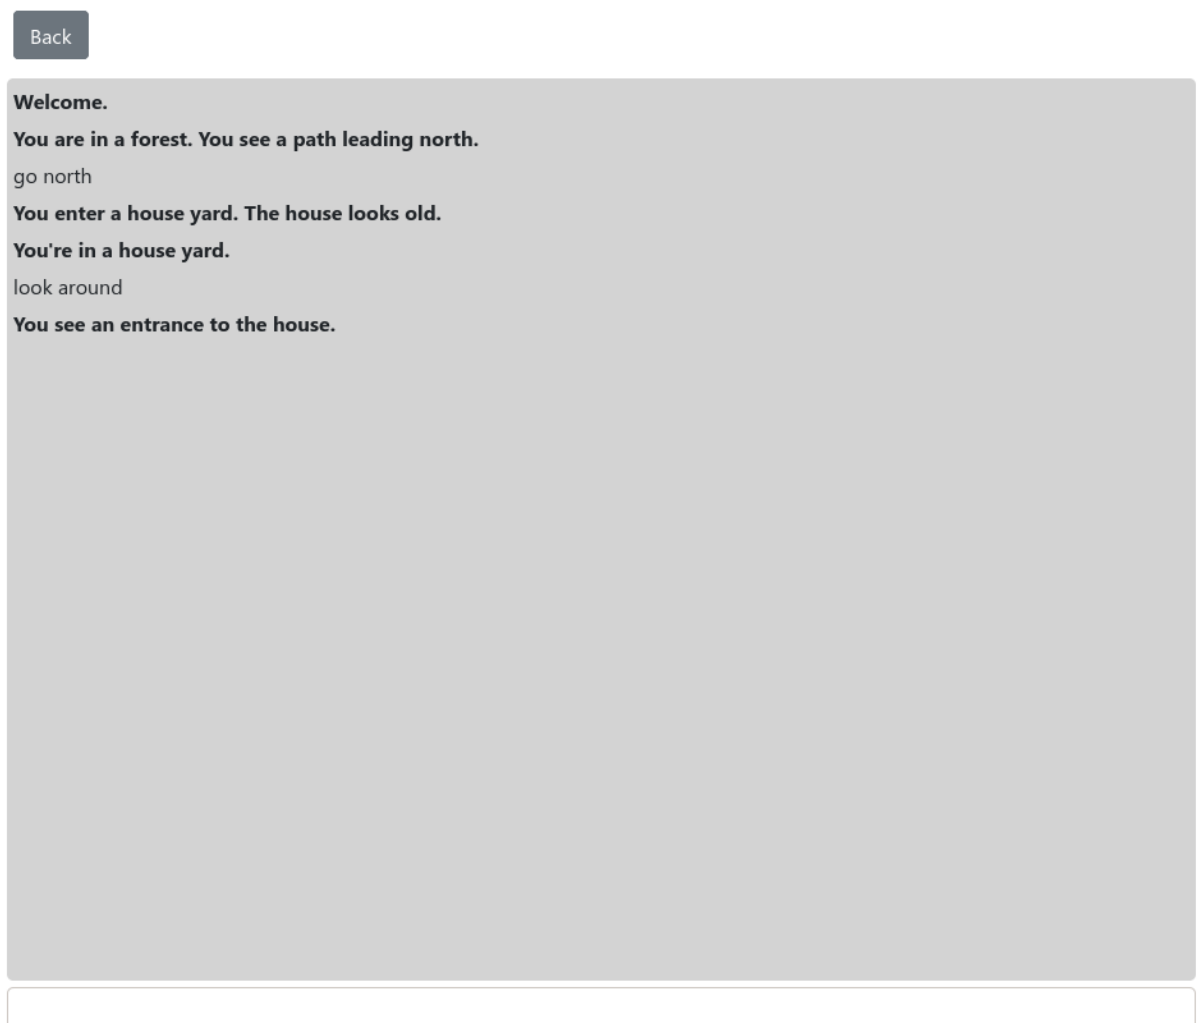 Back
Welcome.
You are in a forest. You see a path leading north.
go north
You enter a house yard. The house looks old.
You're in a house yard.
look around
You see an entrance to the house.